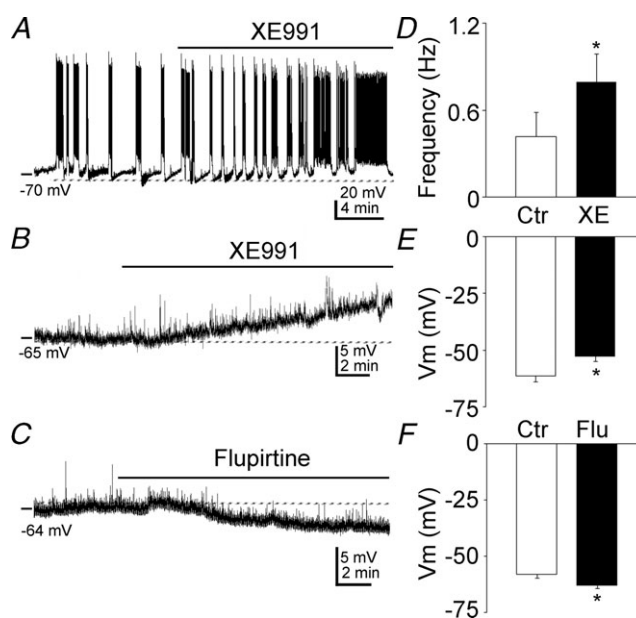 A
XE991
-70 mV
20 mV
4 min
B
XE991
-65 mV
5 mV
2 min
C
Flupirtine
-64 mV
5 mV
2 min
D
Frequency (Hz)
1.2
0.6
0
*
Ctr XE
E
Vm (mV)
0
-25
-50
-75
*
Ctr Flu
F
Vm (mV)
0
-25
-50
-75
*